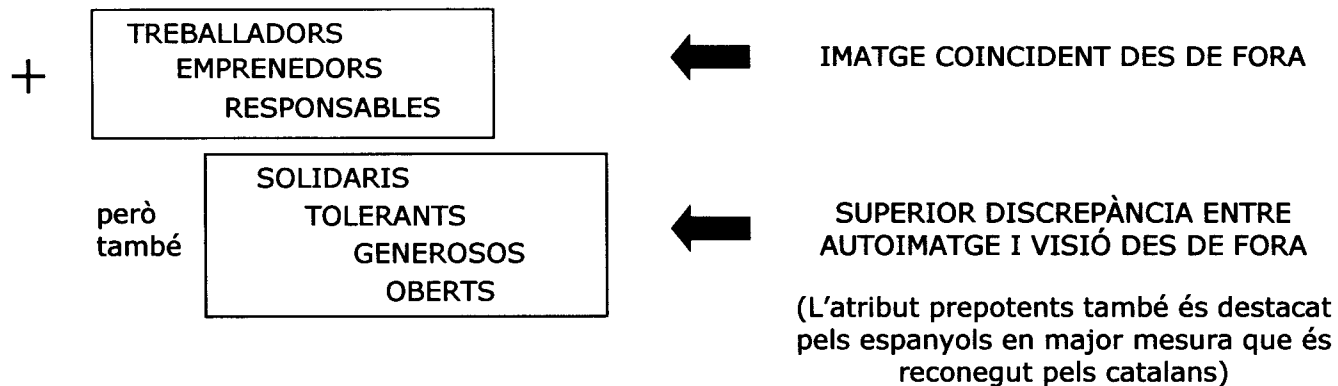 +
TREBALLADORS
EMPRENEDORS
RESPONSABLES
IMATGE COINCIDENT DES DE FORA
però
també
SOLIDARIS
TOLERANTS
GENEROSOS
OBERTS
SUPERIOR DISCREPÀNCIA ENTRE
AUTOIMATGE I VISIÓ DES DE FORA
(L'atribut prepotents també és destacat
pels espanyols en major mesura que és
reconegut pels catalans)